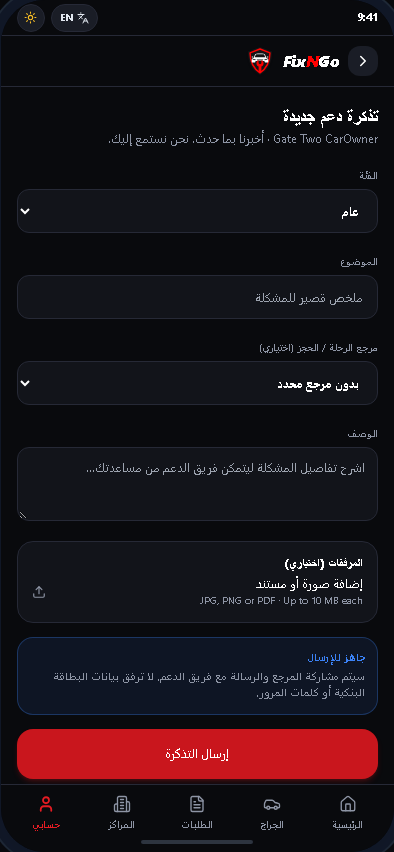 9:41
EN
FixNGo
تذكرة دعم جديدة
Gate Two CarOwner · أخبرنا بما حدث. نحن نستمع إليك.
الفئة
عام
الموضوع
ملخص قصير للمشكلة
مرجع الرحلة / الحجز (اختياري)
بدون مرجع محدد
الوصف
اشرح تفاصيل المشكلة ليتمكن فريق الدعم من مساعدتك...
المرفقات (اختياري)
إضافة صورة أو مستند
JPG, PNG or PDF · Up to 10 MB each
جاهز للإرسال
سيتم مشاركة المرجع والرسالة مع فريق الدعم. لا ترفق بيانات البطاقة
البنكية أو كلمات المرور.
إرسال التذكرة
الرئيسية
الجراج
الطلبات
المراكز
حسابي